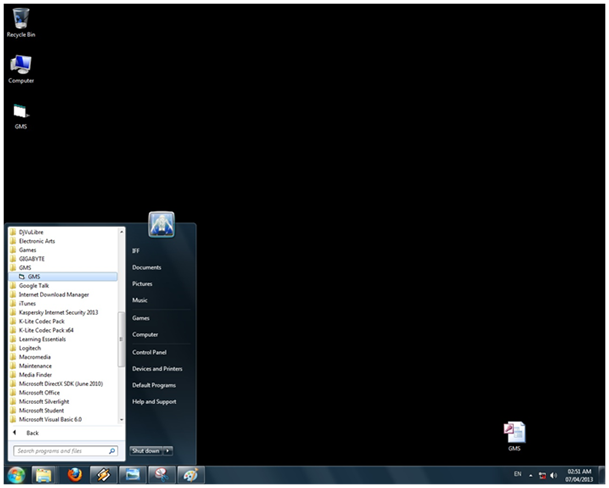 Recycle Bin
Computer
GMS
DjVuLibre
Electronic Arts
Games
GIGABYTE
GMS
GMS
Google Talk
Internet Download Manager
iTunes
Kaspersky Internet Security 2013
K-Lite Codec Pack
K-Lite Codec Pack x64
Learning Essentials
Logitech
Macromedia
Maintenance
Media Finder
Microsoft DirectX SDK (June 2010)
Microsoft Office
Microsoft Silverlight
Microsoft Student
Microsoft Visual Basic 6.0
Back
Search programs and files
IFF
Documents
Pictures
Music
Games
Computer
Control Panel
Devices and Printers
Default Programs
Help and Support
Shut down
GMS
EN
02:51 AM
07/04/2013